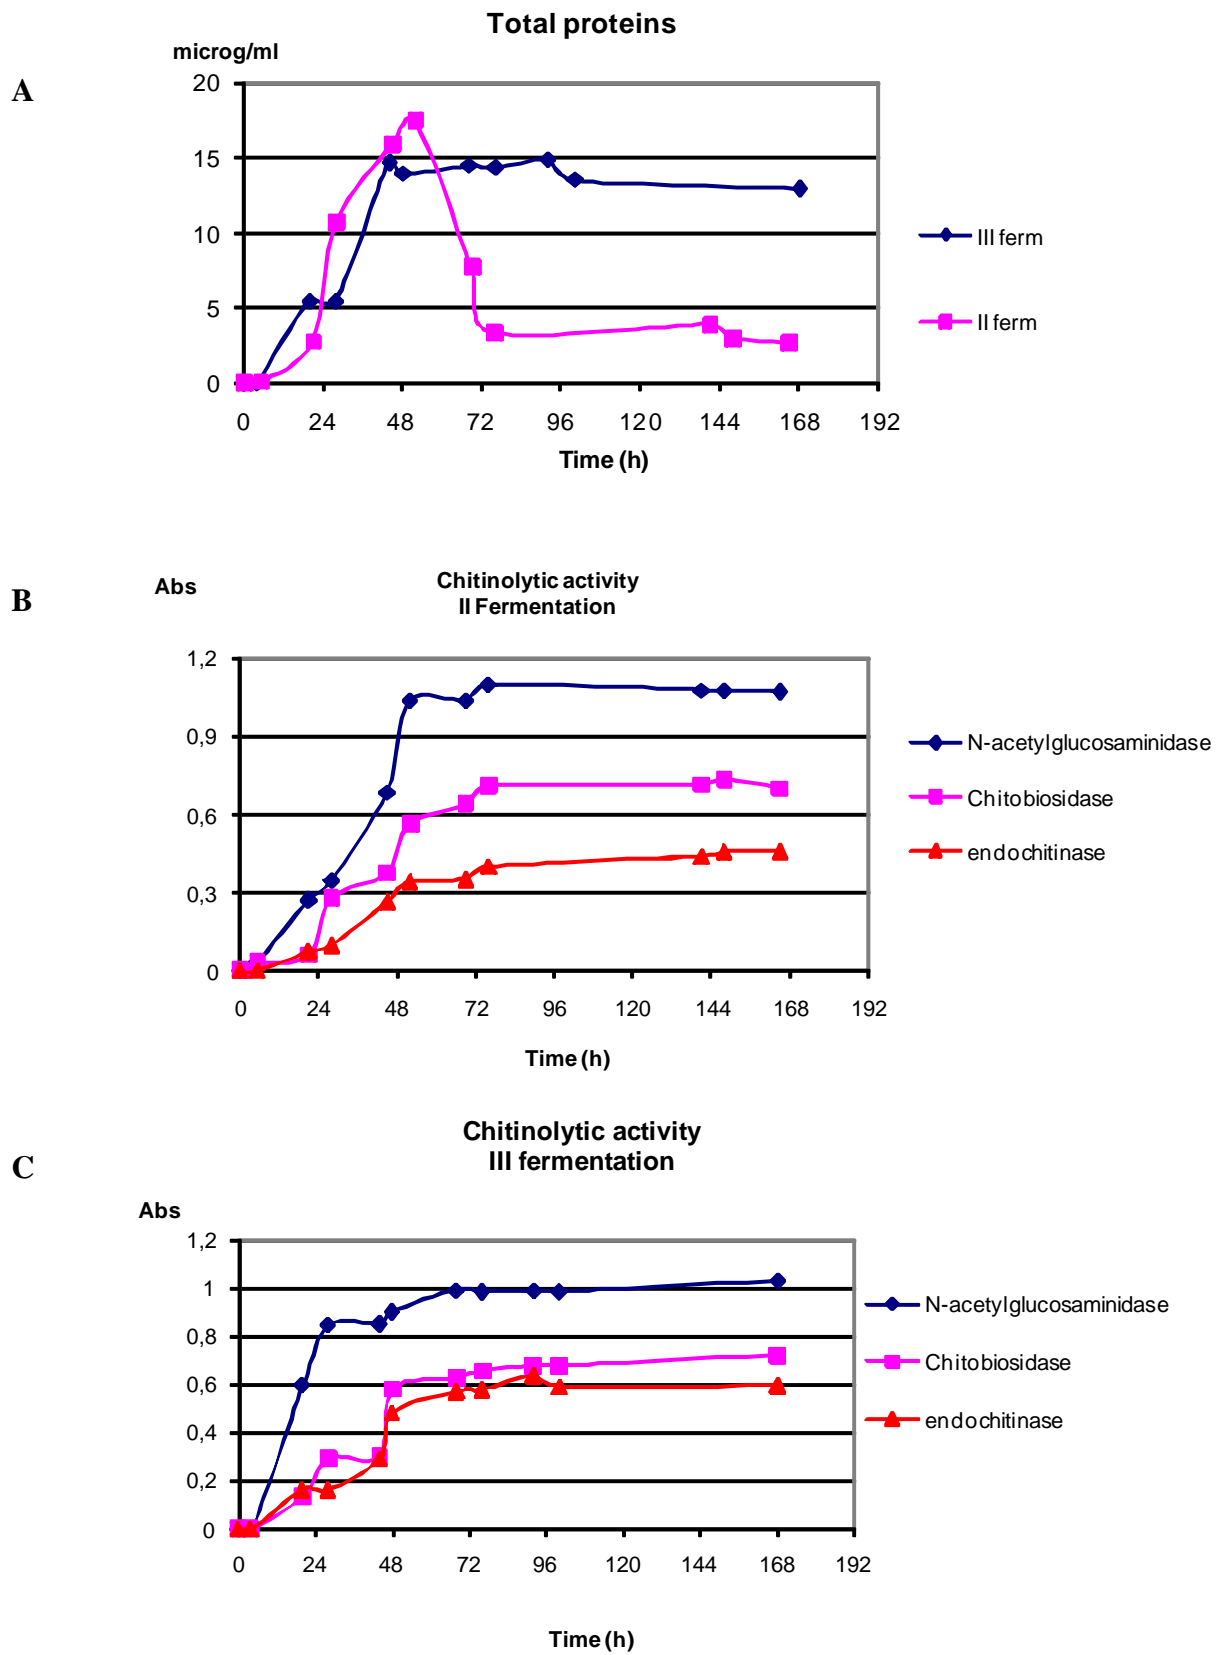 Total proteins
microg/ml
A
20
15
10
5
0
0 24 48 72 96 120 144 168 192
Time (h)
III ferm
II ferm
B
Abs
Chitinolytic activity
II Fermentation
1,2
0,9
0,6
0,3
0
0 24 48 72 96 120 144 168 192
Time (h)
N-acetylglucosaminidase
Chitobiosidase
endochitinase
Chitinolytic activity
III fermentation
C
Abs
1,2
1
0,8
0,6
0,4
0,2
0
0 24 48 72 96 120 144 168 192
Time (h)
N-acetylglucosaminidase
Chitobiosidase
endochitinase